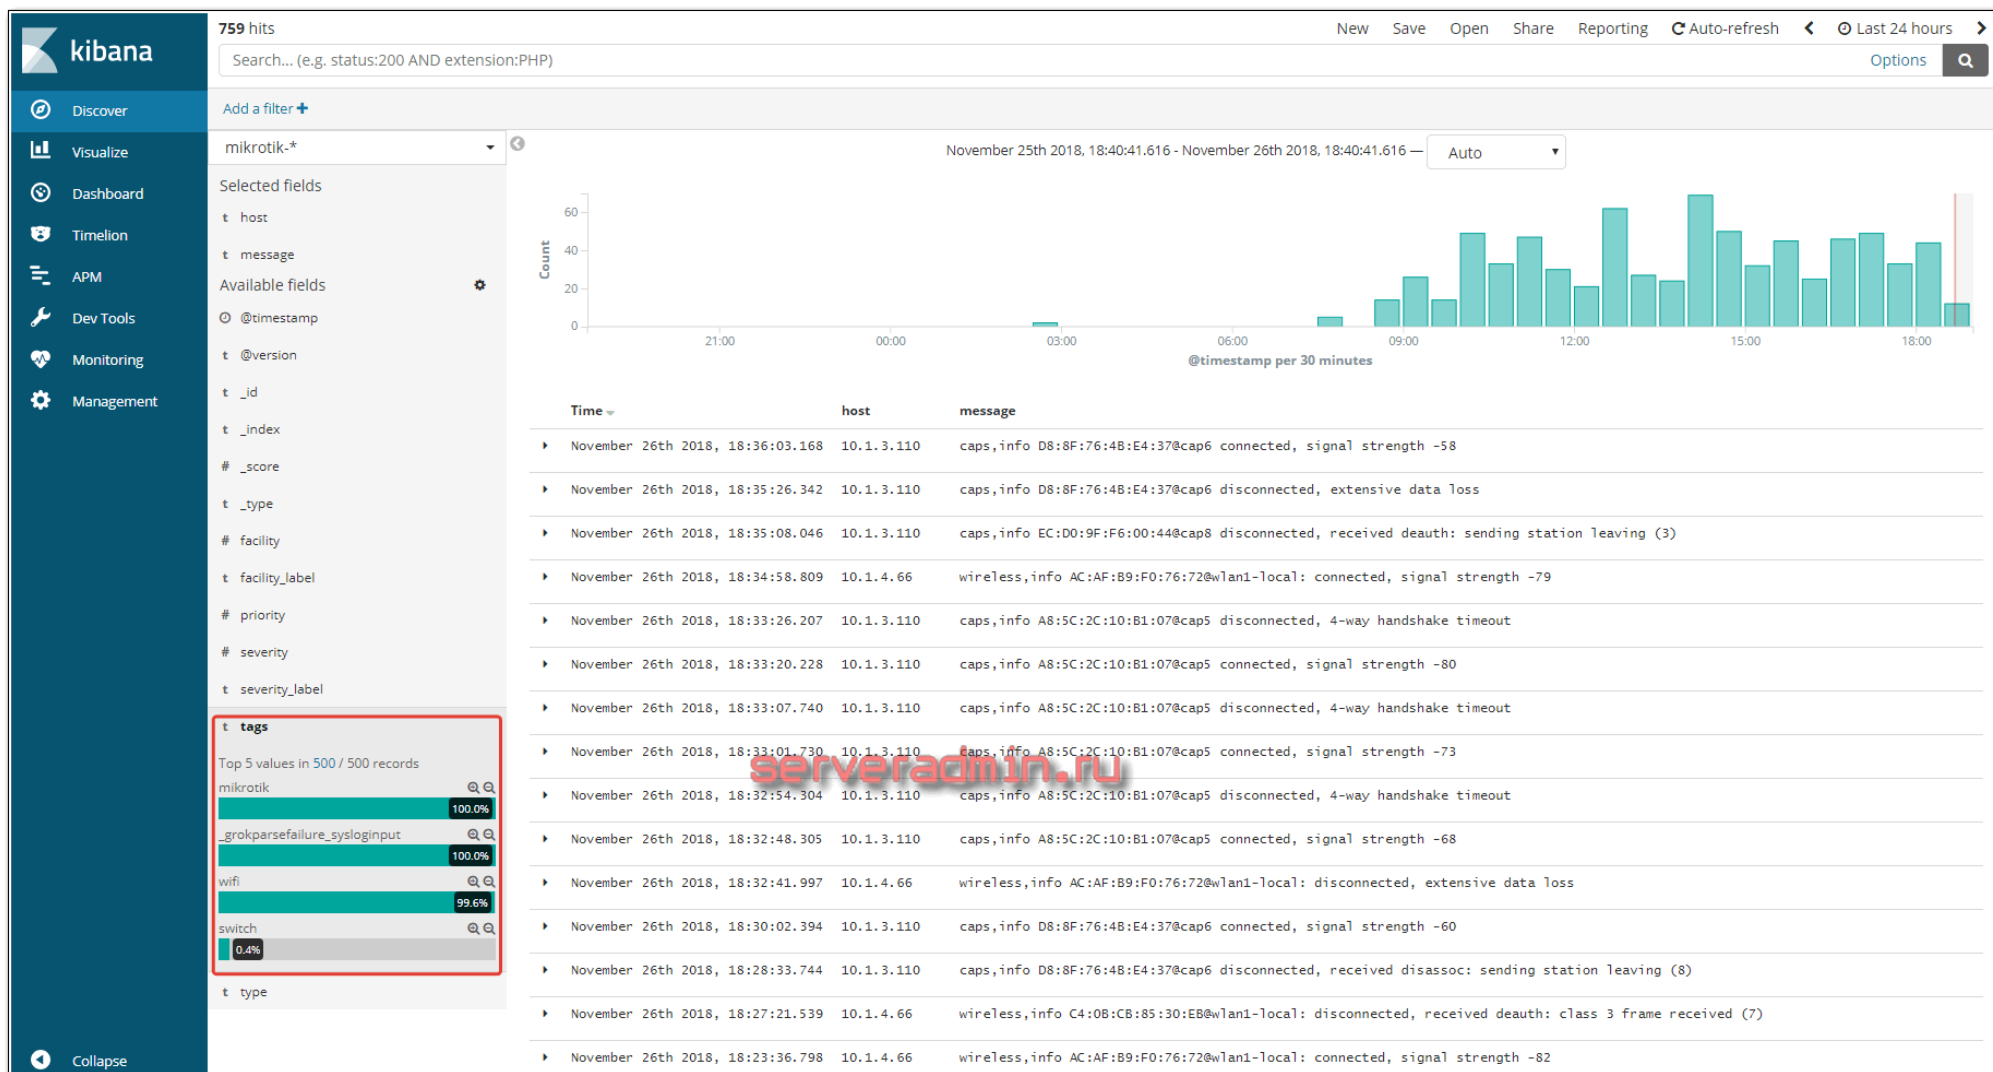 kibana
Discover
Visualize
Dashboard
Timelion
APM
Dev Tools
Monitoring
Management
Collapse
759 hits
New Save Open Share Reporting Auto-refresh Last 24 hours
Search... (e.g. status:200 AND extension:PHP)
Options
Add a filter +
mikrotik-*
Selected fields
t host
t message
Available fields
@timestamp
t @version
t _id
t _index
# _score
t _type
# facility
t facility_label
# priority
# severity
t severity_label
t tags
Top 5 values in 500 / 500 records
mikrotik
100.0%
_grokparsefailure_sysloginput
100.0%
wifi
99.6%
switch
0.4%
t type
November 25th 2018, 18:40:41.616 - November 26th 2018, 18:40:41.616 — Auto
Count
60
40
20
0
21:00 00:00 03:00 06:00 09:00 12:00 15:00 18:00
@timestamp per 30 minutes
Time host message
November 26th 2018, 18:36:03.168 10.1.3.110 caps,info D8:8F:76:4B:E4:37@cap6 connected, signal strength -58
November 26th 2018, 18:35:26.342 10.1.3.110 caps,info D8:8F:76:4B:E4:37@cap6 disconnected, extensive data loss
November 26th 2018, 18:35:08.046 10.1.3.110 caps,info EC:D0:9F:F6:00:44@cap8 disconnected, received deauth: sending station leaving (3)
November 26th 2018, 18:34:58.809 10.1.4.66 wireless,info AC:AF:B9:F0:76:72@wlan1-local: connected, signal strength -79
November 26th 2018, 18:33:26.207 10.1.3.110 caps,info A8:5C:2C:10:B1:07@cap5 disconnected, 4-way handshake timeout
November 26th 2018, 18:33:20.228 10.1.3.110 caps,info A8:5C:2C:10:B1:07@cap5 connected, signal strength -80
November 26th 2018, 18:33:07.740 10.1.3.110 caps,info A8:5C:2C:10:B1:07@cap5 disconnected, 4-way handshake timeout
November 26th 2018, 18:33:01.730 10.1.3.110 caps,info A8:5C:2C:10:B1:07@cap5 connected, signal strength -73
serveradmin.ru
November 26th 2018, 18:32:54.304 10.1.3.110 caps,info A8:5C:2C:10:B1:07@cap5 disconnected, 4-way handshake timeout
November 26th 2018, 18:32:48.305 10.1.3.110 caps,info A8:5C:2C:10:B1:07@cap5 connected, signal strength -68
November 26th 2018, 18:32:41.997 10.1.4.66 wireless,info AC:AF:B9:F0:76:72@wlan1-local: disconnected, extensive data loss
November 26th 2018, 18:30:02.394 10.1.3.110 caps,info D8:8F:76:4B:E4:37@cap6 connected, signal strength -60
November 26th 2018, 18:28:33.744 10.1.3.110 caps,info D8:8F:76:4B:E4:37@cap6 disconnected, received disassoc: sending station leaving (8)
November 26th 2018, 18:27:21.539 10.1.4.66 wireless,info C4:0B:CB:85:30:EB@wlan1-local: disconnected, received deauth: class 3 frame received (7)
November 26th 2018, 18:23:36.798 10.1.4.66 wireless,info AC:AF:B9:F0:76:72@wlan1-local: connected, signal strength -82